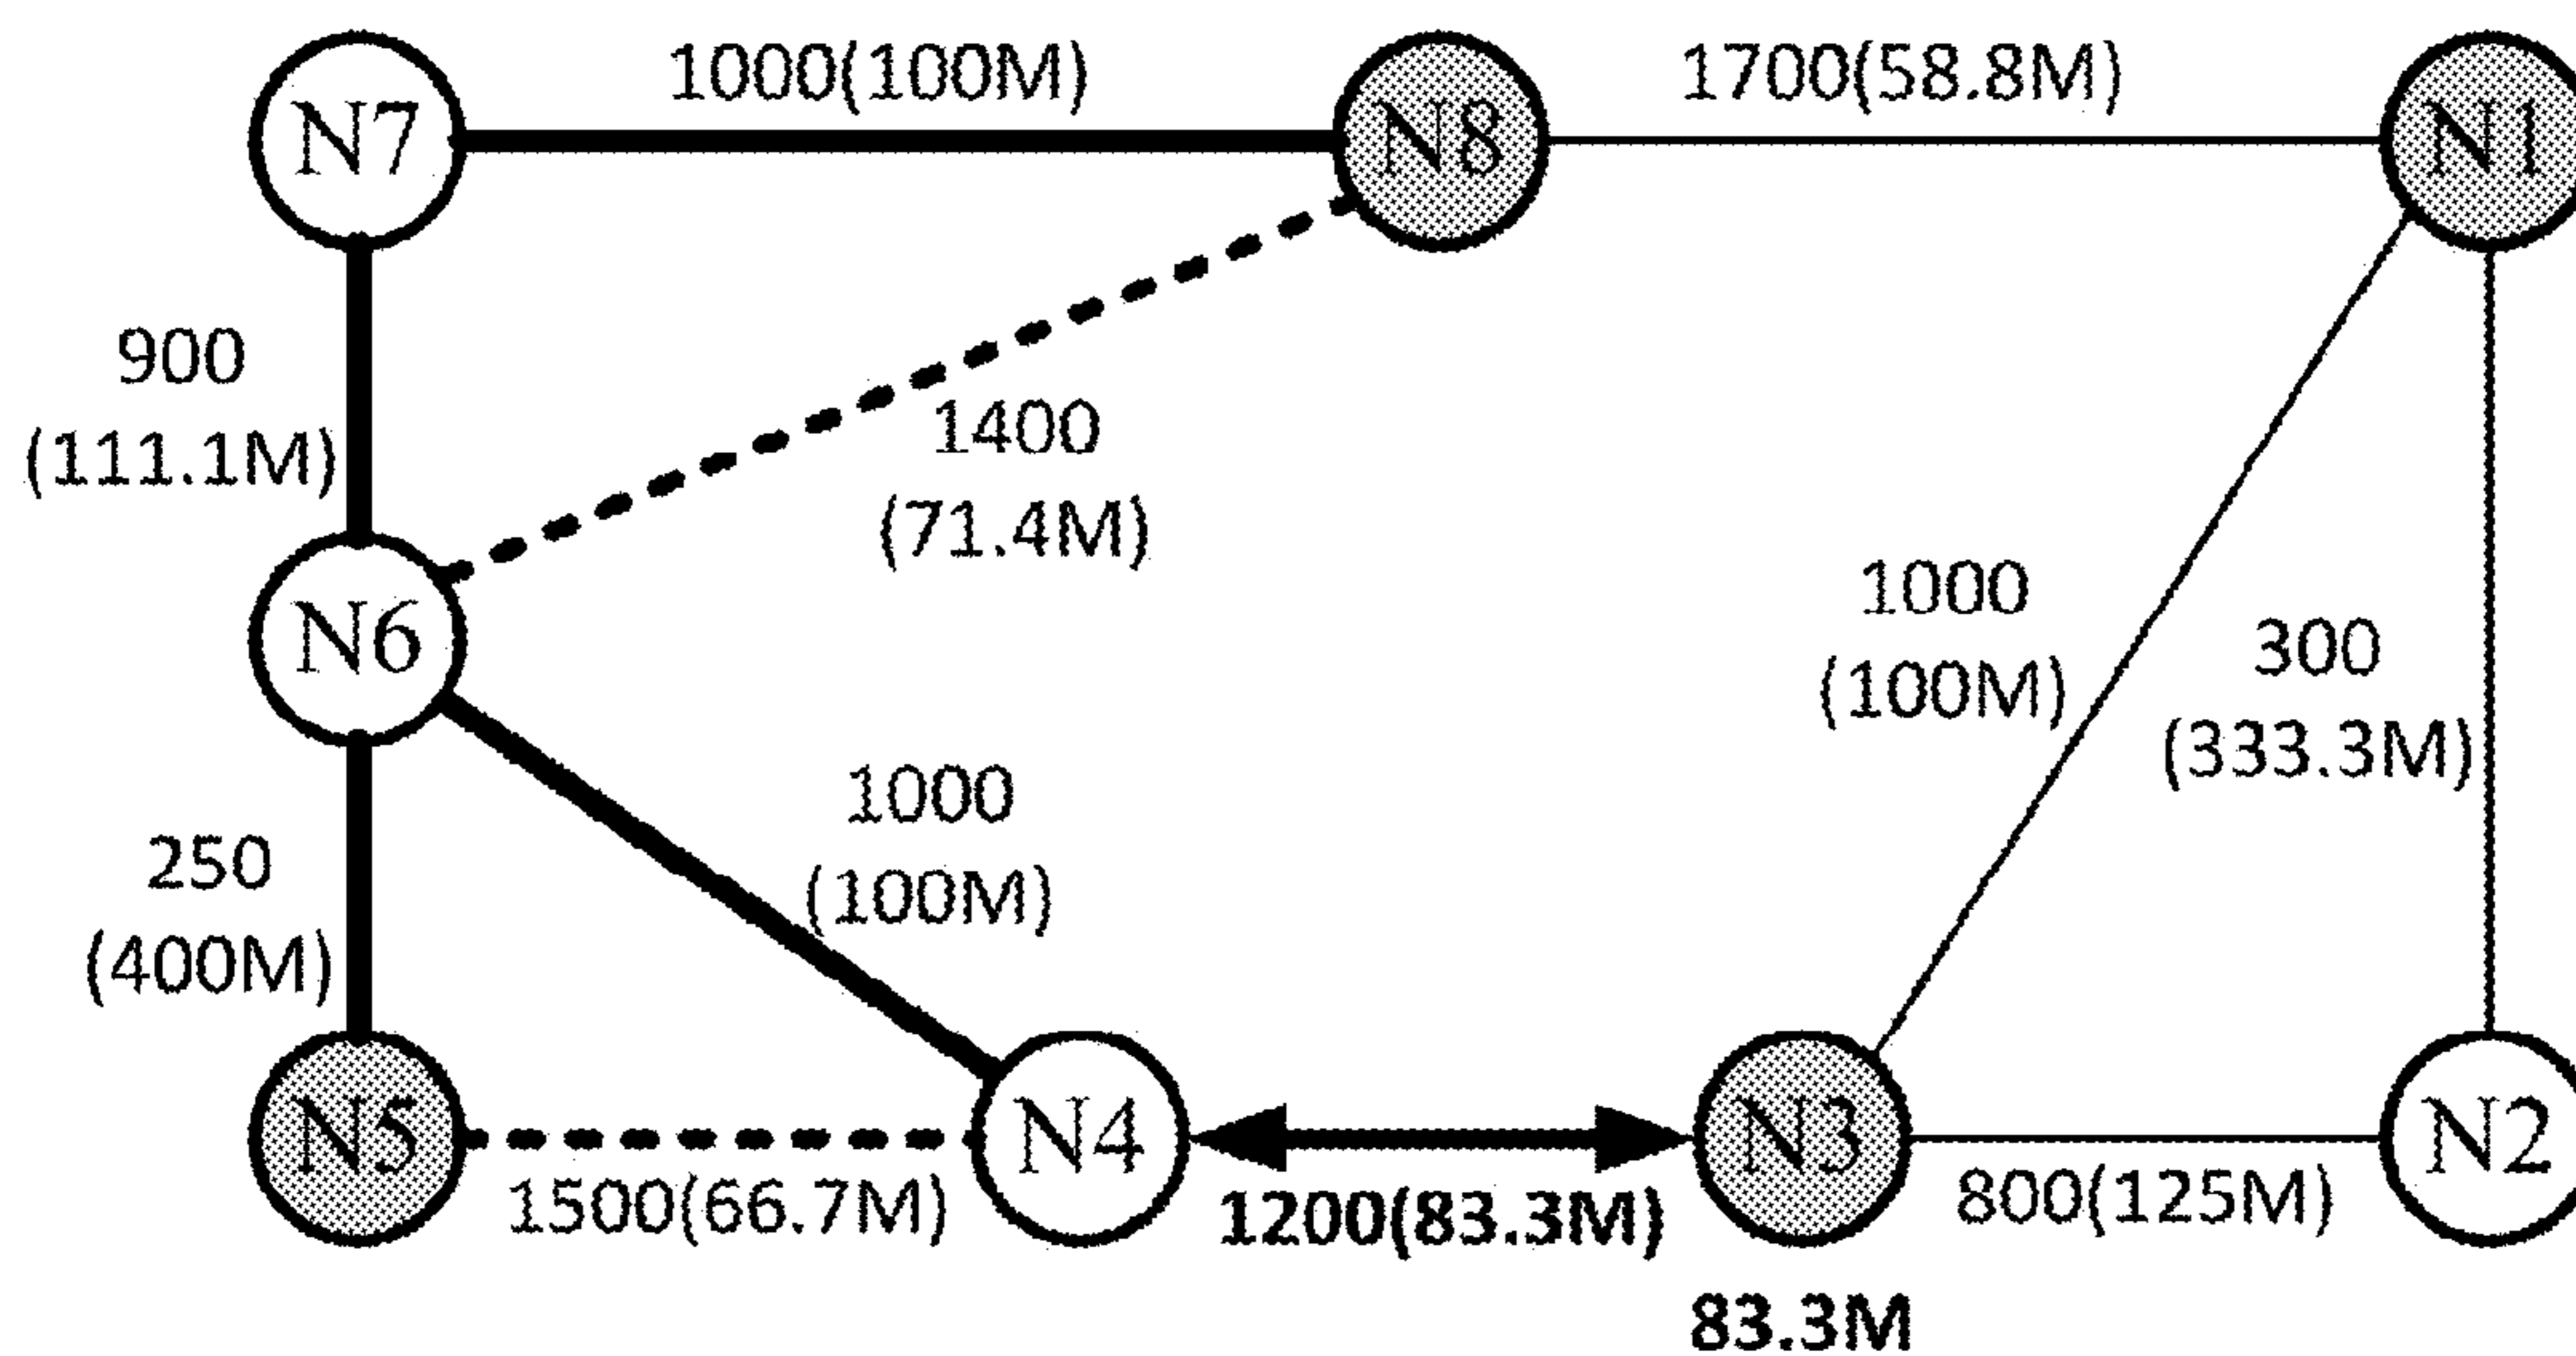 1000(100M)
1700(58.8M)
N7
N8
N1
900
(111.1M)
1400
(71.4M)
1000
(100M)
300
(333.3M)
N6
1000
(100M)
250
(400M)
N5
N4
N3
N2
1500(66.7M)
1200(83.3M)
800(125M)
83.3M